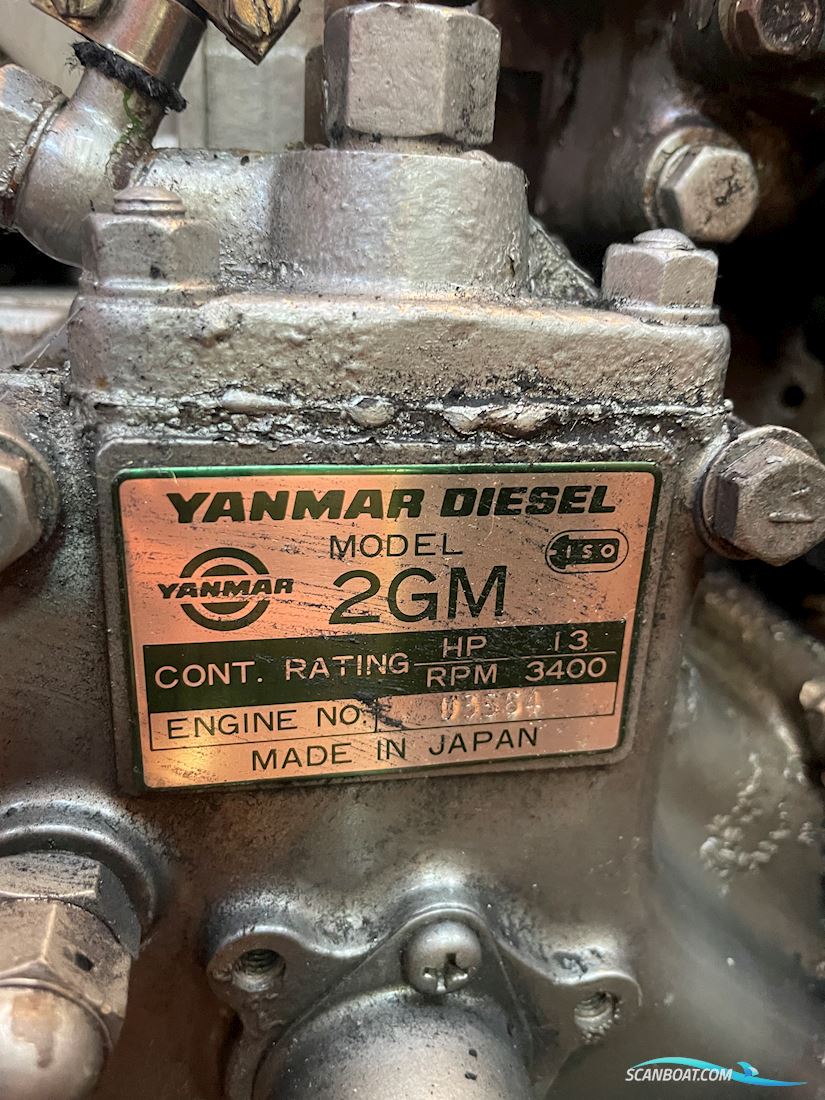 YANMAR DIESEL
MODEL
ISO
YANMAR
2GM
CONT. RATING HP 13
RPM 3400
ENGINE NO.
MADE IN JAPAN
SCANBOAT.COM